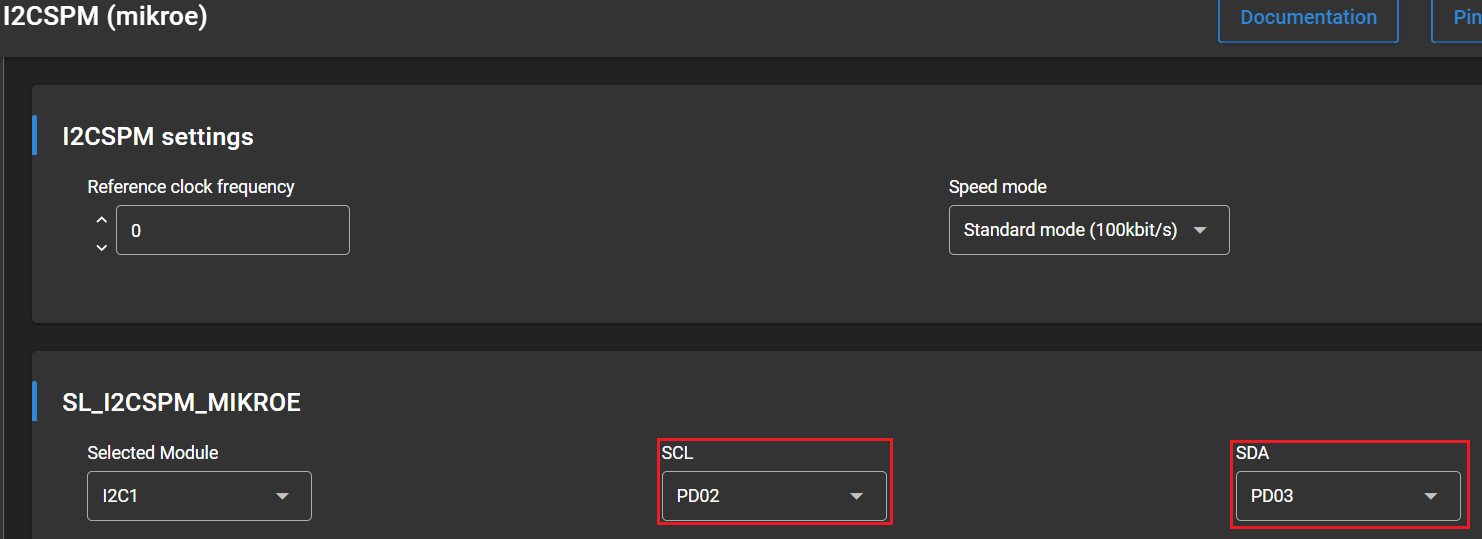 I2CSPM (mikroe)
Documentation
Pin
I2CSPM settings
Reference clock frequency
Speed mode
0
Standard mode (100kbit/s)
SL_I2CSPM_MIKROE
Selected Module
SCL
SDA
I2C1
PD02
PD03